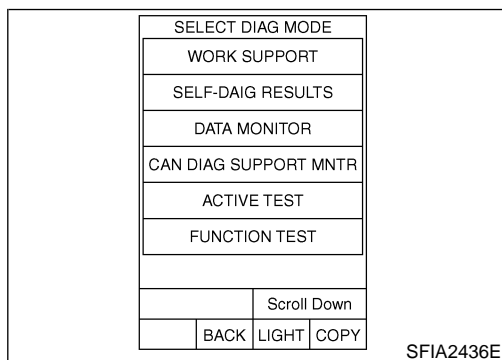 SELECT DIAG MODE
WORK SUPPORT
SELF-DAIG RESULTS
DATA MONITOR
CAN DIAG SUPPORT MNTR
ACTIVE TEST
FUNCTION TEST
Scroll Down
BACK LIGHT COPY
SFIA2436E